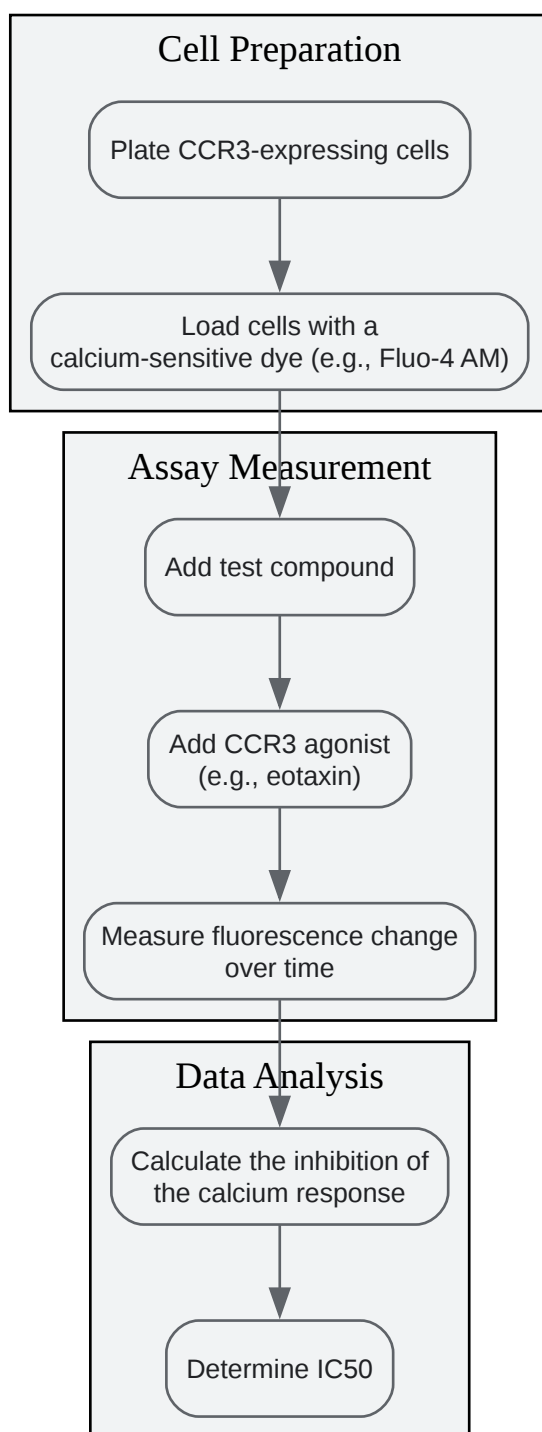 Cell Preparation
Plate CCR3-expressing cells
Load cells with a
calcium-sensitive dye (e.g., Fluo-4 AM)
Assay Measurement
Add test compound
Add CCR3 agonist
(e.g., eotaxin)
Measure fluorescence change
over time
Data Analysis
Calculate the inhibition of
the calcium response
Determine IC50